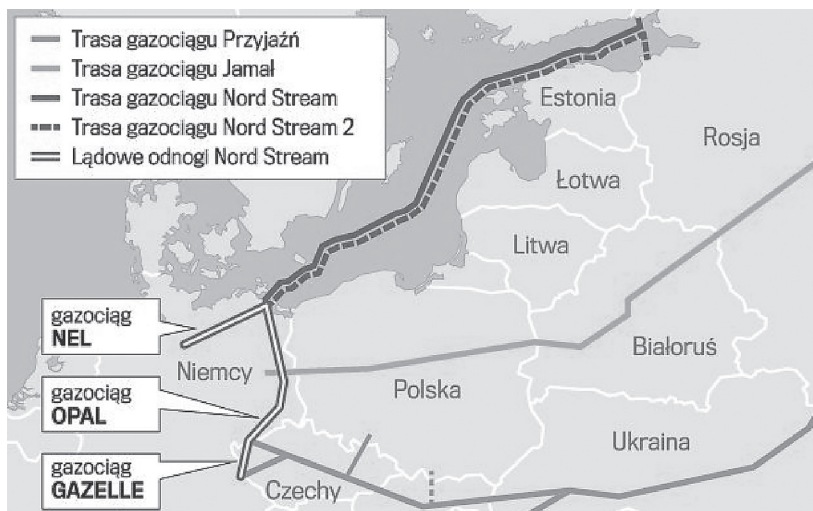 Trasa gazociągu Przyjaźń
Trasa gazociągu Jamał
Trasa gazociągu Nord Stream
Trasa gazociągu Nord Stream 2
Lądowe odnogi Nord Stream
Estonia
Rosja
Łotwa
Litwa
gazociąg
NEL
Niemcy
Białoruś
Polska
gazociąg
OPAL
Ukraina
gazociąg
GAZELLE
Czechy